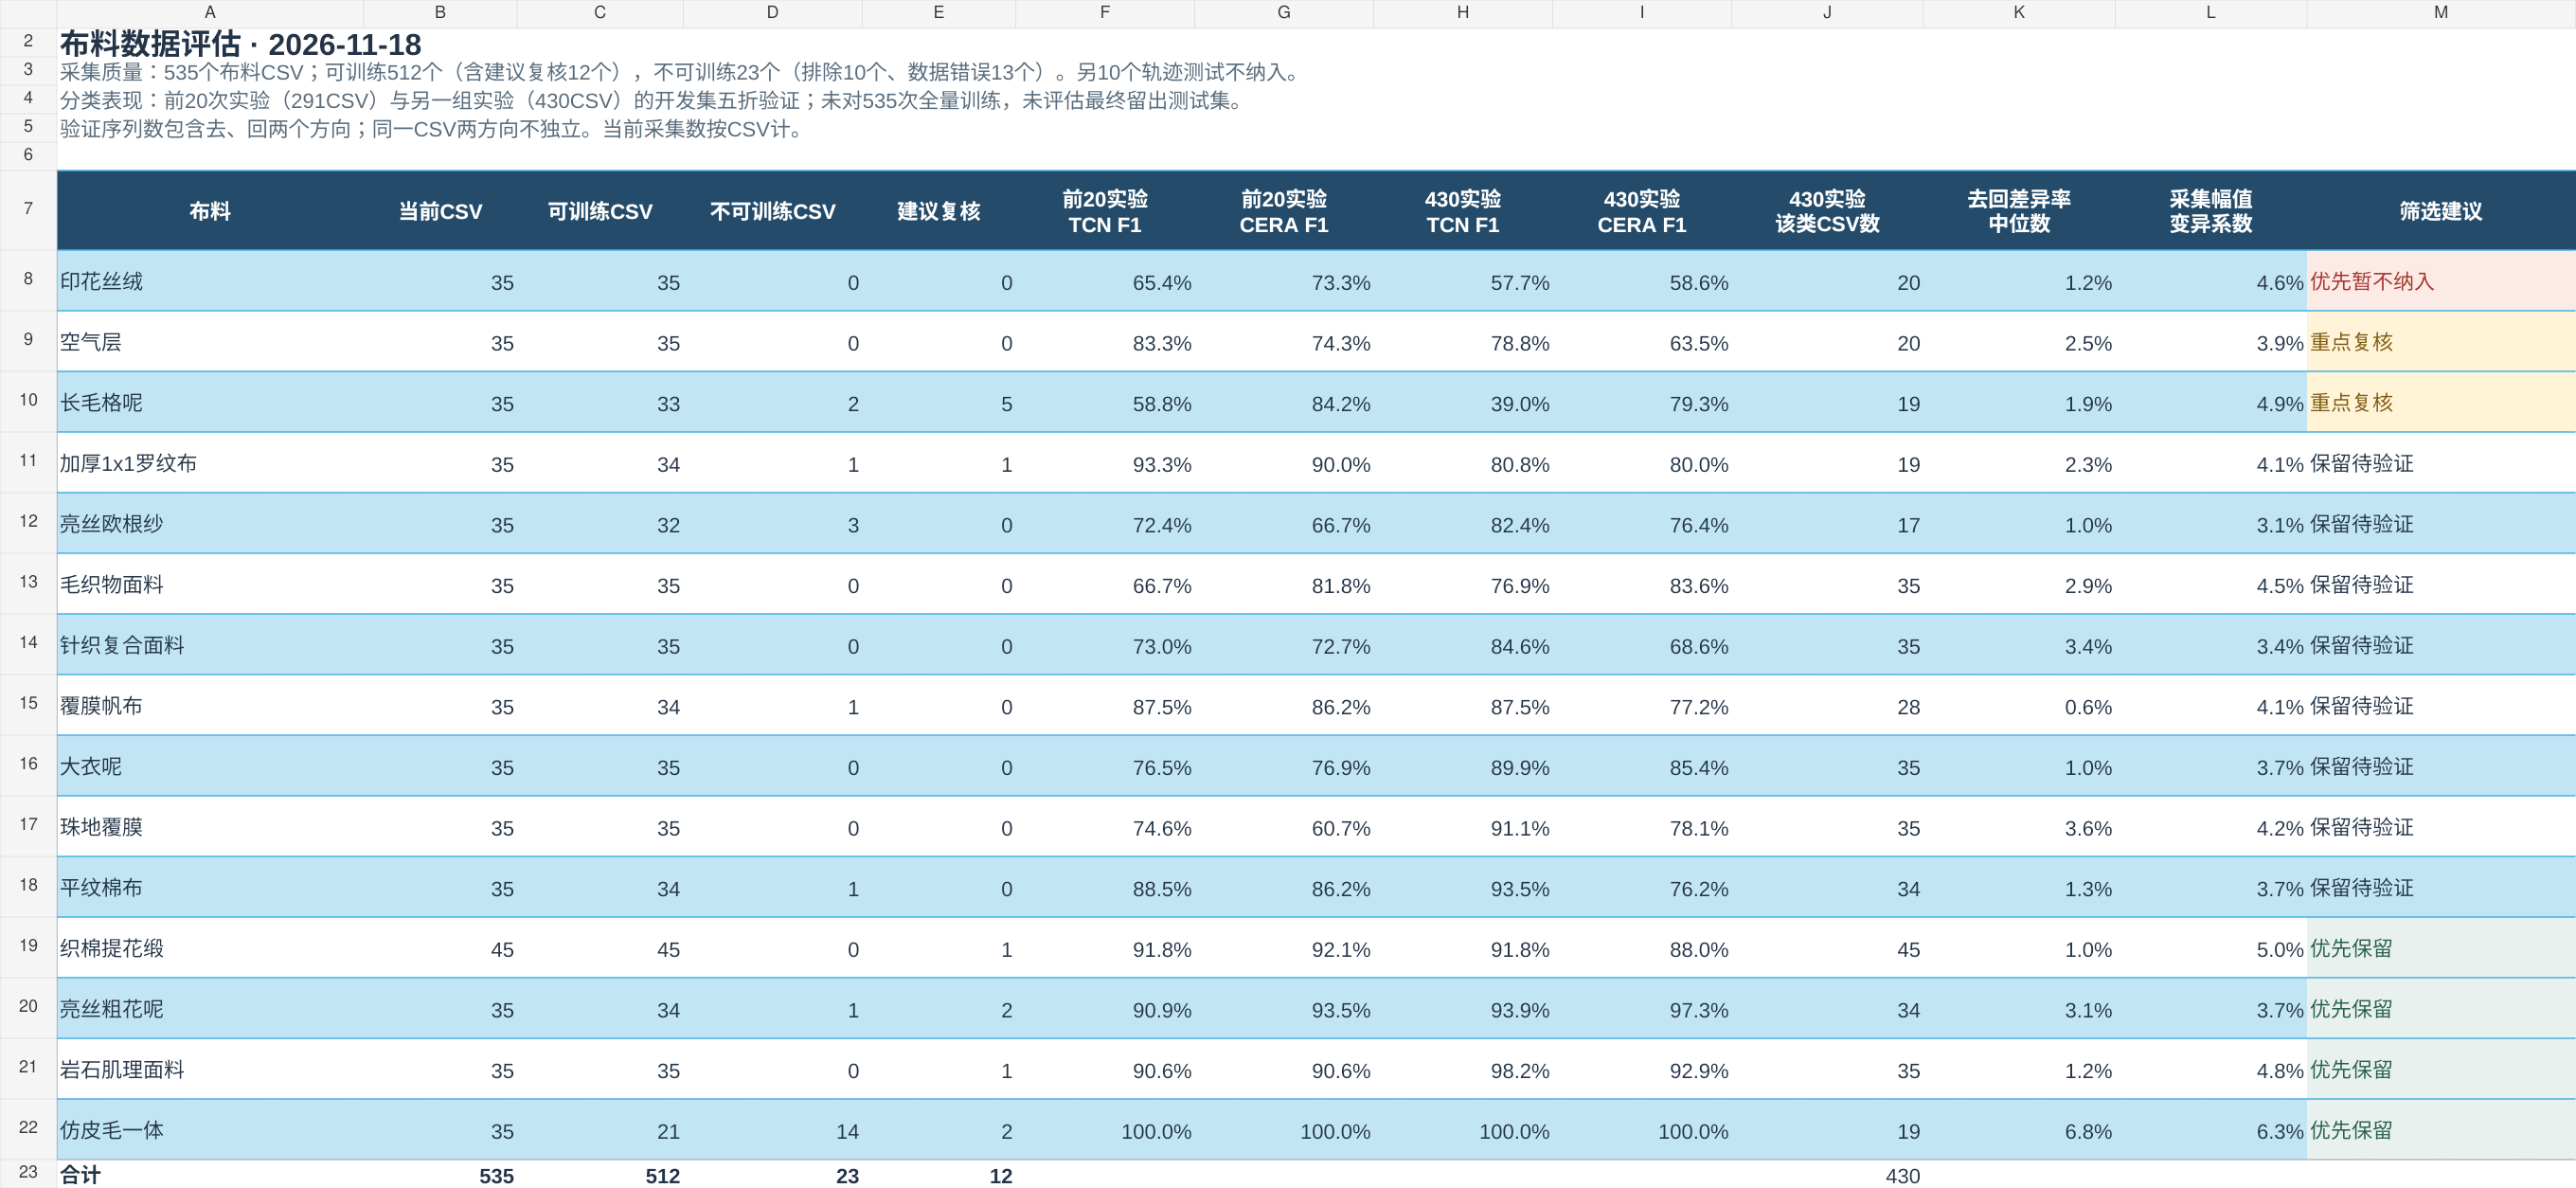 A B C D E F G H I J K L M
2 布料数据评估 · 2026-11-18
3 采集质量：535个布料CSV；可训练512个（含建议复核12个），不可训练23个（排除10个、数据错误13个）。另10个轨迹测试不纳入。
4 分类表现：前20次实验（291CSV）与另一组实验（430CSV）的开发集五折验证；未对535次全量训练，未评估最终留出测试集。
5 验证序列数包含去、回两个方向；同一CSV两方向不独立。当前采集数按CSV计。
6
7 布料 当前CSV 可训练CSV 不可训练CSV 建议复核 前20实验 TCN F1 前20实验 CERA F1 430实验 TCN F1 430实验 CERA F1 430实验 该类CSV数 去回差异率 中位数 采集幅值 变异系数 筛选建议
8 印花丝绒 35 35 0 0 65.4% 73.3% 57.7% 58.6% 20 1.2% 4.6% 优先暂不纳入
9 空气层 35 35 0 0 83.3% 74.3% 78.8% 63.5% 20 2.5% 3.9% 重点复核
10 长毛格呢 35 33 2 5 58.8% 84.2% 39.0% 79.3% 19 1.9% 4.9% 重点复核
11 加厚1x1罗纹布 35 34 1 1 93.3% 90.0% 80.8% 80.0% 19 2.3% 4.1% 保留待验证
12 亮丝欧根纱 35 32 3 0 72.4% 66.7% 82.4% 76.4% 17 1.0% 3.1% 保留待验证
13 毛织物面料 35 35 0 0 66.7% 81.8% 76.9% 83.6% 35 2.9% 4.5% 保留待验证
14 针织复合面料 35 35 0 0 73.0% 72.7% 84.6% 68.6% 35 3.4% 3.4% 保留待验证
15 覆膜帆布 35 34 1 0 87.5% 86.2% 87.5% 77.2% 28 0.6% 4.1% 保留待验证
16 大衣呢 35 35 0 0 76.5% 76.9% 89.9% 85.4% 35 1.0% 3.7% 保留待验证
17 珠地覆膜 35 35 0 0 74.6% 60.7% 91.1% 78.1% 35 3.6% 4.2% 保留待验证
18 平纹棉布 35 34 1 0 88.5% 86.2% 93.5% 76.2% 34 1.3% 3.7% 保留待验证
19 织棉提花缎 45 45 0 1 91.8% 92.1% 91.8% 88.0% 45 1.0% 5.0% 优先保留
20 亮丝粗花呢 35 34 1 2 90.9% 93.5% 93.9% 97.3% 34 3.1% 3.7% 优先保留
21 岩石肌理面料 35 35 0 1 90.6% 90.6% 98.2% 92.9% 35 1.2% 4.8% 优先保留
22 仿皮毛一体 35 21 14 2 100.0% 100.0% 100.0% 100.0% 19 6.8% 6.3% 优先保留
23 合计 535 512 23 12 430